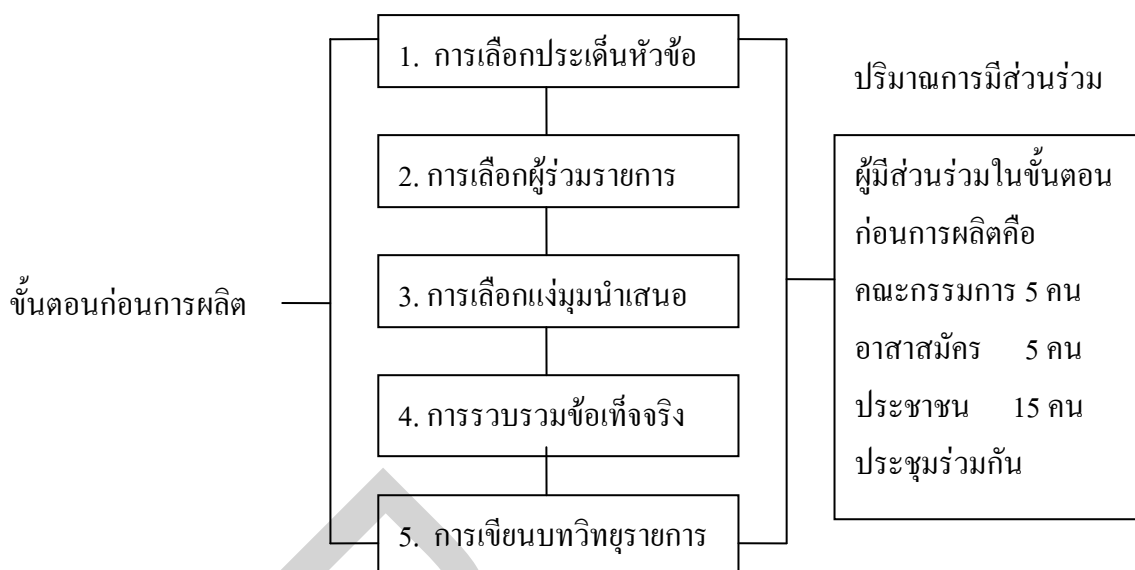 1. การเลือกประเด็นหัวข้อ
2. การเลือกผู้ร่วมรายการ
3. การเลือกแง่มุมนำเสนอ
4. การรวบรวมข้อเท็จจริง
5. การเขียนบทวิทยุรายการ
ขั้นตอนก่อนการผลิต
ปริมาณการมีส่วนร่วม
ผู้มีส่วนร่วมในขั้นตอน
ก่อนการผลิตคือ
คณะกรรมการ 5 คน
อาสาสมัคร 5 คน
ประชาชน 15 คน
ประชุมร่วมกัน